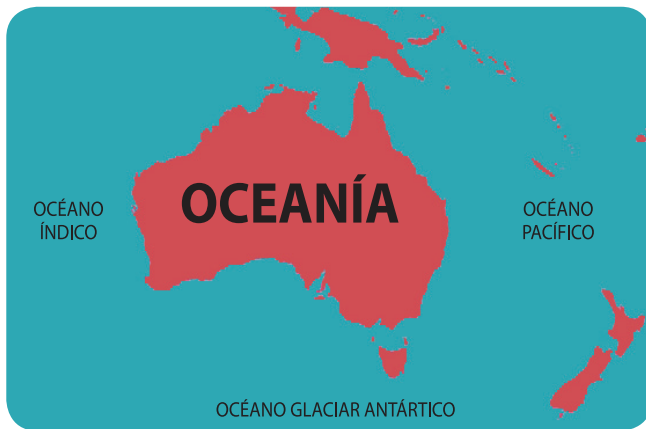 OCEANÍA
OCÉANO
ÍNDICO
OCÉANO
PACÍFICO
OCÉANO GLACIAR ANTÁRTICO